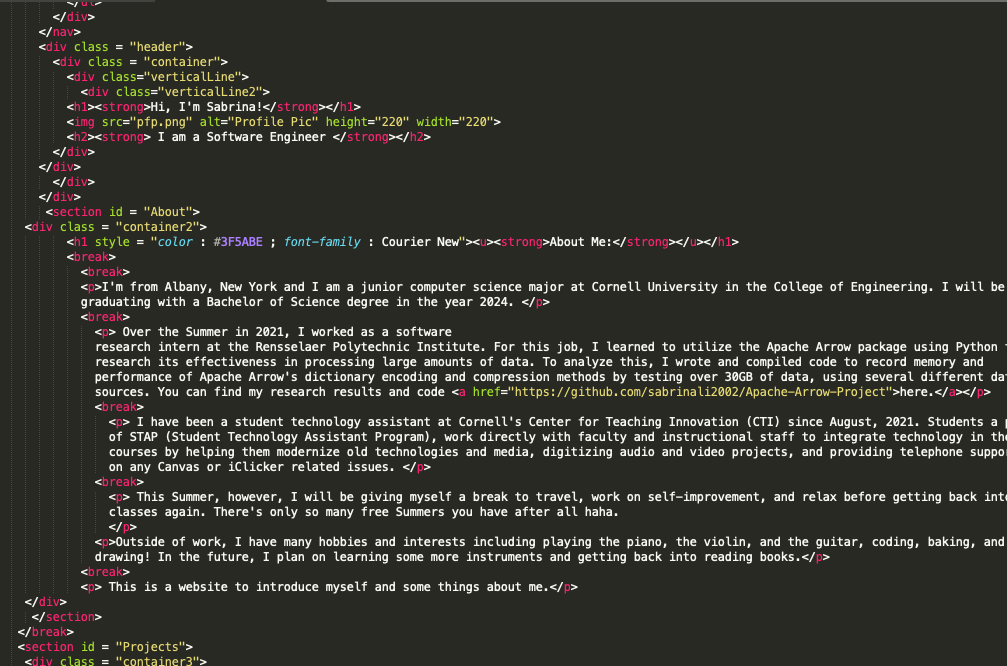 </ul>
</div>
</nav>
<div class = "header">
<div class = "container">
<div class="verticalLine">
<div class="verticalLine2">
<h1><strong>Hi, I'm Sabrina!</strong></h1>
<img src="pfp.png" alt="Profile Pic" height="220" width="220">
<h2><strong> I am a Software Engineer </strong></h2>
</div>
</div>
</div>
</div>
<section id = "About">
<div class = "container2">
<h1 style = "color : #3F5ABE ; font-family : Courier New"><u><strong>About Me:</strong></u></h1>
<break>
<break>
<p>I'm from Albany, New York and I am a junior computer science major at Cornell University in the College of Engineering. I will be
graduating with a Bachelor of Science degree in the year 2024. </p>
<break>
<p> Over the Summer in 2021, I worked as a software
research intern at the Rensselaer Polytechnic Institute. For this job, I learned to utilize the Apache Arrow package using Python
research its effectiveness in processing large amounts of data. To analyze this, I wrote and compiled code to record memory and
performance of Apache Arrow's dictionary encoding and compression methods by testing over 30GB of data, using several different dat
sources. You can find my research results and code <a href="https://github.com/sabrinali2002/Apache-Arrow-Project">here.</a></p>
<break>
<p> I have been a student technology assistant at Cornell's Center for Teaching Innovation (CTI) since August, 2021. Students a p
of STAP (Student Technology Assistant Program), work directly with faculty and instructional staff to integrate technology in the
courses by helping them modernize old technologies and media, digitizing audio and video projects, and providing telephone suppo
on any Canvas or iClicker related issues. </p>
<break>
<p> This Summer, however, I will be giving myself a break to travel, work on self-improvement, and relax before getting back int
classes again. There's only so many free Summers you have after all haha.
</p>
<p>Outside of work, I have many hobbies and interests including playing the piano, the violin, and the guitar, coding, baking, and
drawing! In the future, I plan on learning some more instruments and getting back into reading books.</p>
<break>
<p> This is a website to introduce myself and some things about me.</p>
</div>
</section>
</break>
<section id = "Projects">
<div class = "container3">